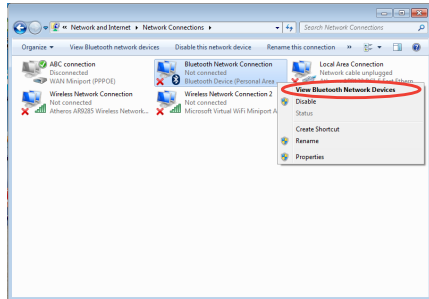 « Network and Internet ▸ Network Connections ▸
Search Network Connections
Organize ▾ View Bluetooth network devices Disable this network device Rename this connection »
ABC connection
Disconnected
WAN Miniport (PPPOE)
Bluetooth Network Connection
Not connected
Bluetooth Device (Personal Area ...
Local Area Connection
Network cable unplugged
Wireless Network Connection
Not connected
Atheros AR9285 Wireless Network...
Wireless Network Connection 2
Not connected
Microsoft Virtual WiFi Miniport A
View Bluetooth Network Devices
Disable
Status
Create Shortcut
Rename
Properties